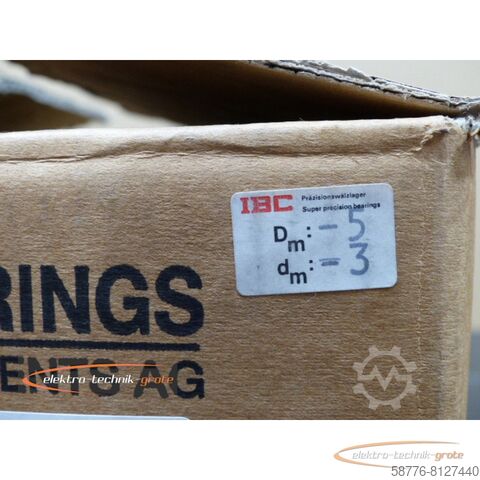 IBC Präzisionswälzlager
Super precision bearings
Dm: -5
dm: -3
RINGS
ENTS AG
elektro-technik-grote
elektro-technik-grote
58776-8127440